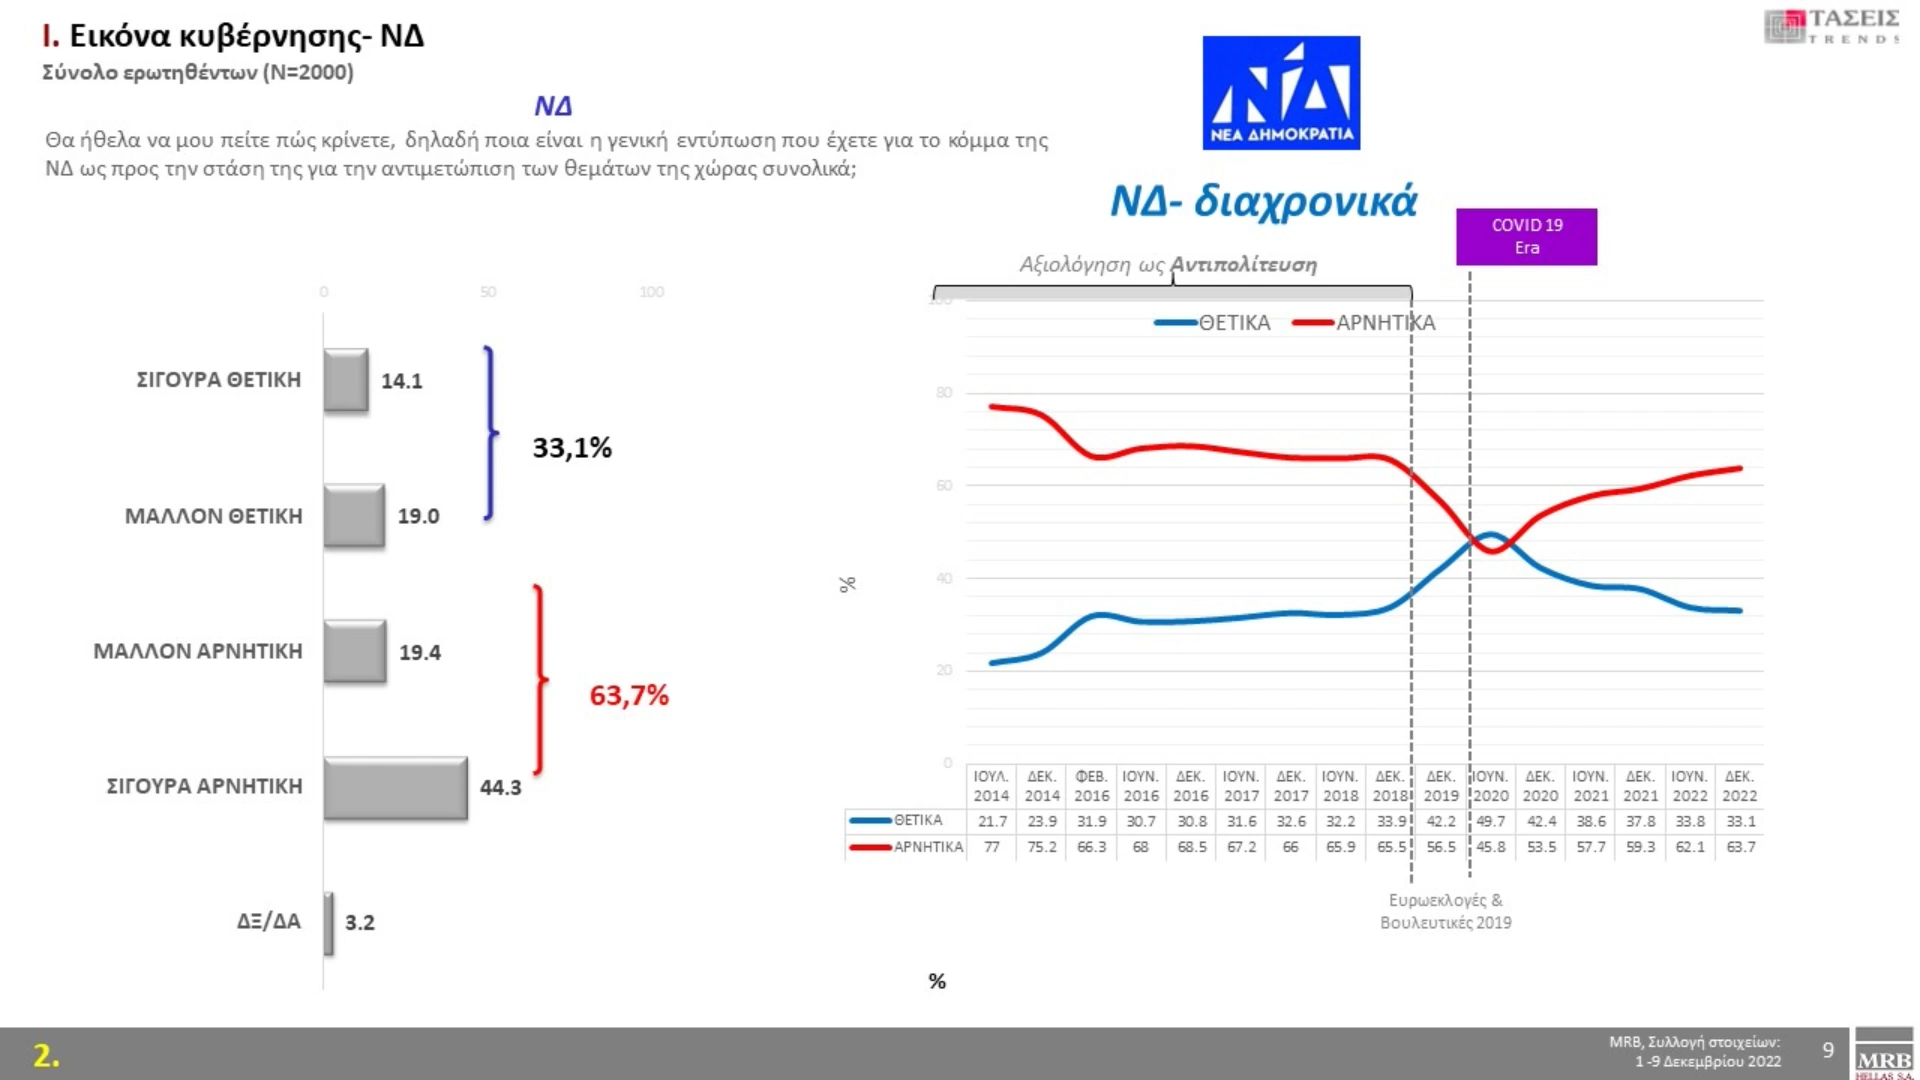 Ι. Εικόνα κυβέρνησης- ΝΔ
Σύνολο ερωτηθέντων (Ν=2000)
ΤΑΣΕΙΣ
TRENDS
ΝΔ
Θα ήθελα να μου πείτε πώς κρίνετε, δηλαδή ποια είναι η γενική εντύπωση που έχετε για το κόμμα της
ΝΔ ως προς την στάση της για την αντιμετώπιση των θεμάτων της χώρας συνολικά;
ΝΔ
ΝΕΑ ΔΗΜΟΚΡΑΤΙΑ
ΝΔ- διαχρονικά
COVID 19
Era
Αξιολόγηση ως Αντιπολίτευση
0 50 100
ΣΙΓΟΥΡΑ ΘΕΤΙΚΗ 14.1
33,1%
ΜΑΛΛΟΝ ΘΕΤΙΚΗ 19.0
ΜΑΛΛΟΝ ΑΡΝΗΤΙΚΗ 19.4
63,7%
ΣΙΓΟΥΡΑ ΑΡΝΗΤΙΚΗ 44.3
ΔΞ/ΔΑ 3.2
100
ΘΕΤΙΚΑ ΑΡΝΗΤΙΚΑ
80
60
%
40
20
0
ΙΟΥΛ. ΔΕΚ. ΦΕΒ. ΙΟΥΝ. ΔΕΚ. ΙΟΥΝ. ΔΕΚ. ΙΟΥΝ. ΔΕΚ. ΔΕΚ. ΙΟΥΝ. ΔΕΚ. ΙΟΥΝ. ΔΕΚ. ΙΟΥΝ. ΔΕΚ.
2014 2014 2016 2016 2016 2017 2017 2018 2018 2019 2020 2020 2021 2021 2022 2022
ΘΕΤΙΚΑ 21.7 23.9 31.9 30.7 30.8 31.6 32.6 32.2 33.9 42.2 49.7 42.4 38.6 37.8 33.8 33.1
ΑΡΝΗΤΙΚΑ 77 75.2 66.3 68 68.5 67.2 66 65.9 65.5 56.5 45.8 53.5 57.7 59.3 62.1 63.7
Ευρωεκλογές &
Βουλευτικές 2019
%
2.
MRB, Συλλογή στοιχείων:
1 -9 Δεκεμβρίου 2022
9
MRB
HELLAS S.A.